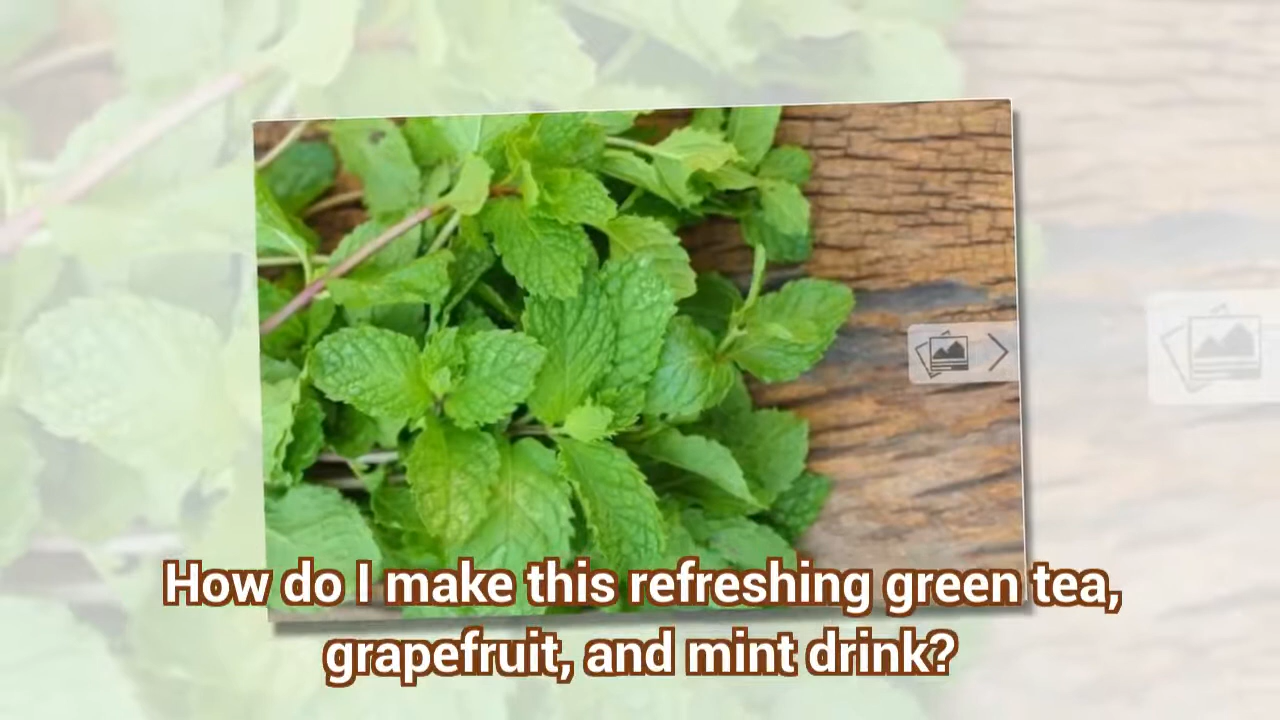 How do I make this refreshing green tea,
grapefruit, and mint drink?